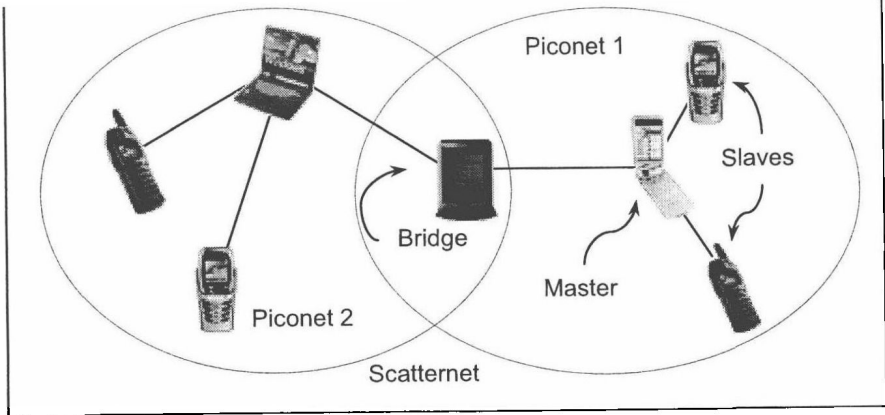 Piconet 1
Slaves
Bridge
Master
Piconet 2
Scatternet